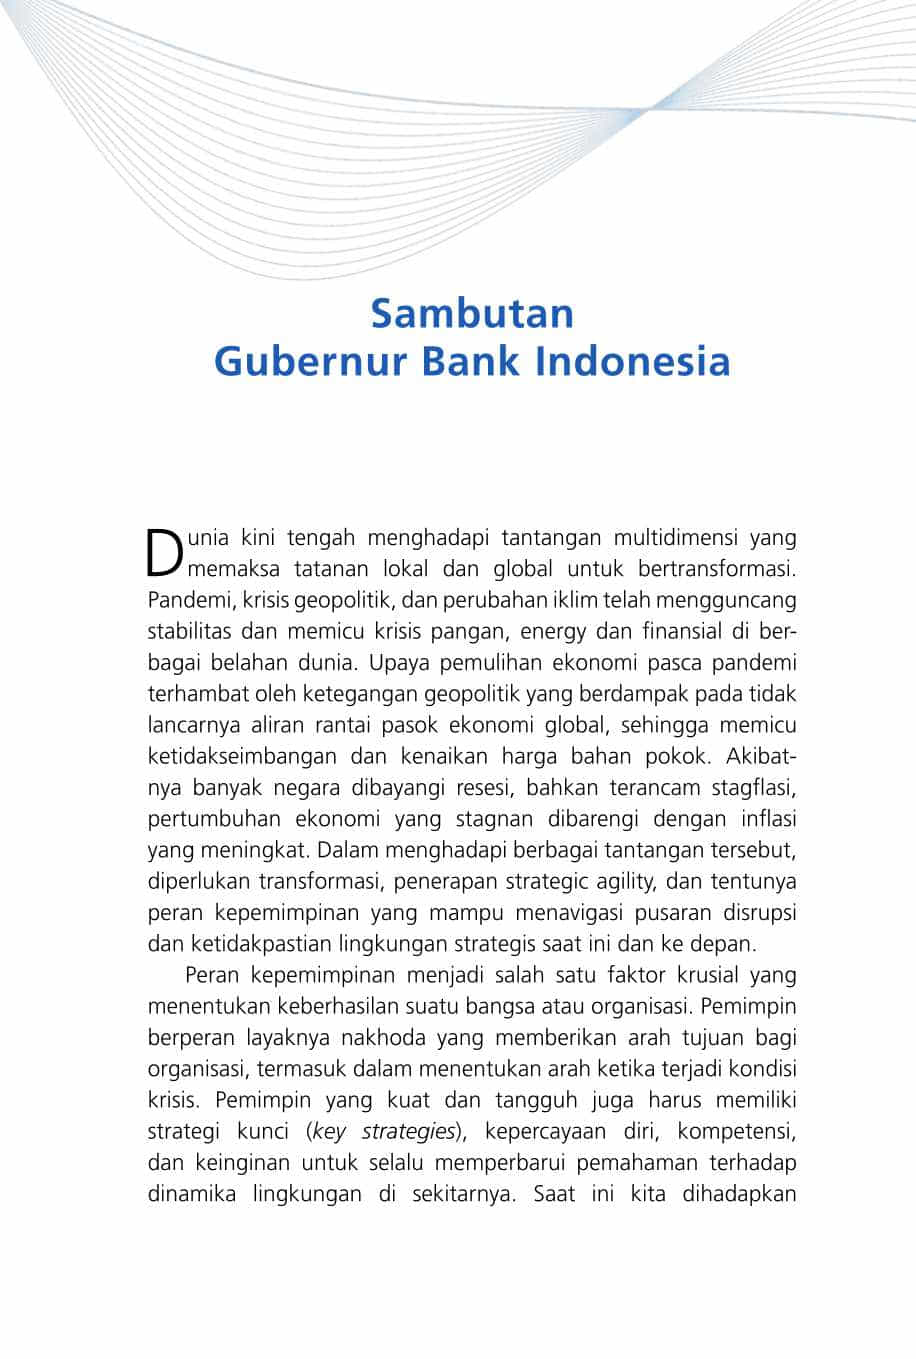 Sambutan
Gubernur Bank Indonesia
Dunia kini tengah menghadapi tantangan multidimensi yang
memaksa tatanan lokal dan global untuk bertransformasi.
Pandemi, krisis geopolitik, dan perubahan iklim telah mengguncang
stabilitas dan memicu krisis pangan, energy dan finansial di ber-
bagai belahan dunia. Upaya pemulihan ekonomi pasca pandemi
terhambat oleh ketegangan geopolitik yang berdampak pada tidak
lancarnya aliran rantai pasok ekonomi global, sehingga memicu
ketidakseimbangan dan kenaikan harga bahan pokok. Akibat-
nya banyak negara dibayangi resesi, bahkan terancam stagflasi,
pertumbuhan ekonomi yang stagnan dibarengi dengan inflasi
yang meningkat. Dalam menghadapi berbagai tantangan tersebut,
diperlukan transformasi, penerapan strategic agility, dan tentunya
peran kepemimpinan yang mampu menavigasi pusaran disrupsi
dan ketidakpastian lingkungan strategis saat ini dan ke depan.
Peran kepemimpinan menjadi salah satu faktor krusial yang
menentukan keberhasilan suatu bangsa atau organisasi. Pemimpin
berperan layaknya nakhoda yang memberikan arah tujuan bagi
organisasi, termasuk dalam menentukan arah ketika terjadi kondisi
krisis. Pemimpin yang kuat dan tangguh juga harus memiliki
strategi kunci (key strategies), kepercayaan diri, kompetensi,
dan keinginan untuk selalu memperbarui pemahaman terhadap
dinamika lingkungan di sekitarnya. Saat ini kita dihadapkan